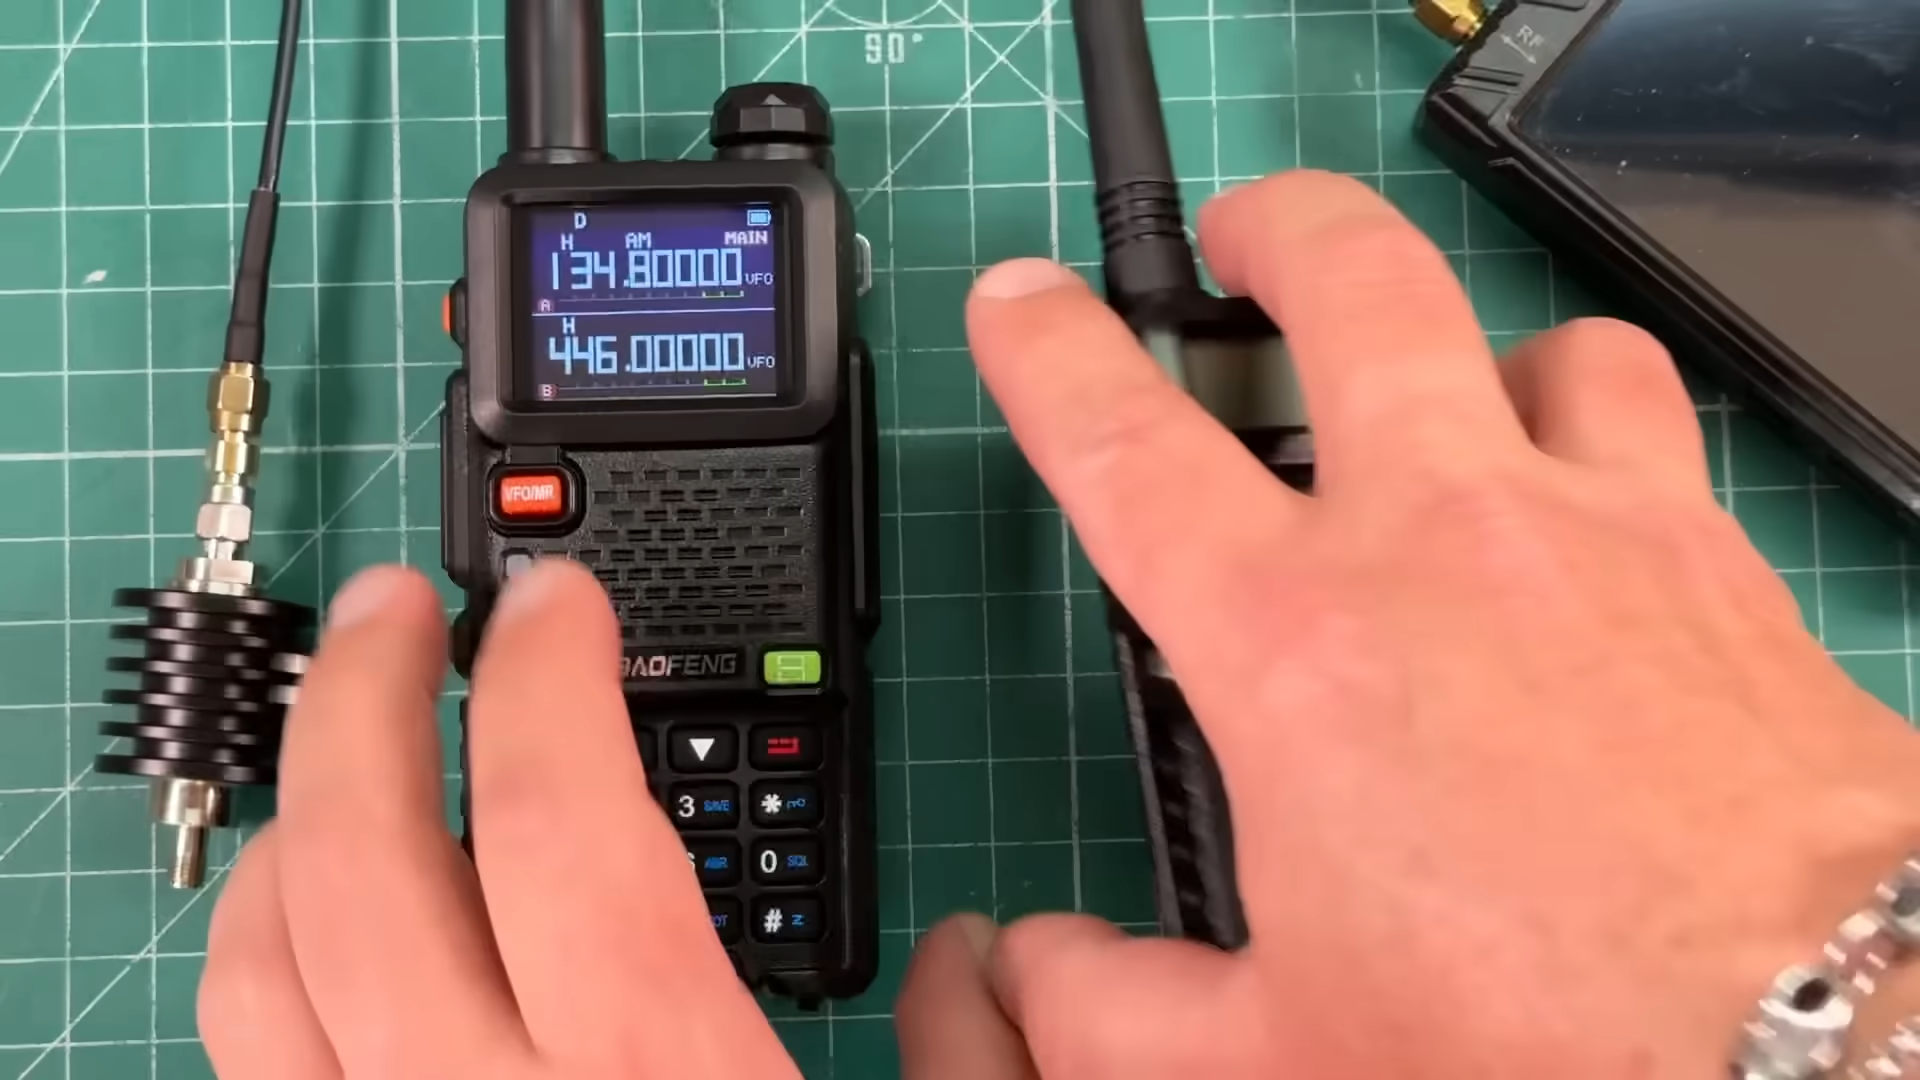 90°
RF
D
H AM MAIN
134.80000 VFO
A
H
446.00000 VFO
B
VFO/MR
BAOFENG
3 SAVE
*
0 SQL
#